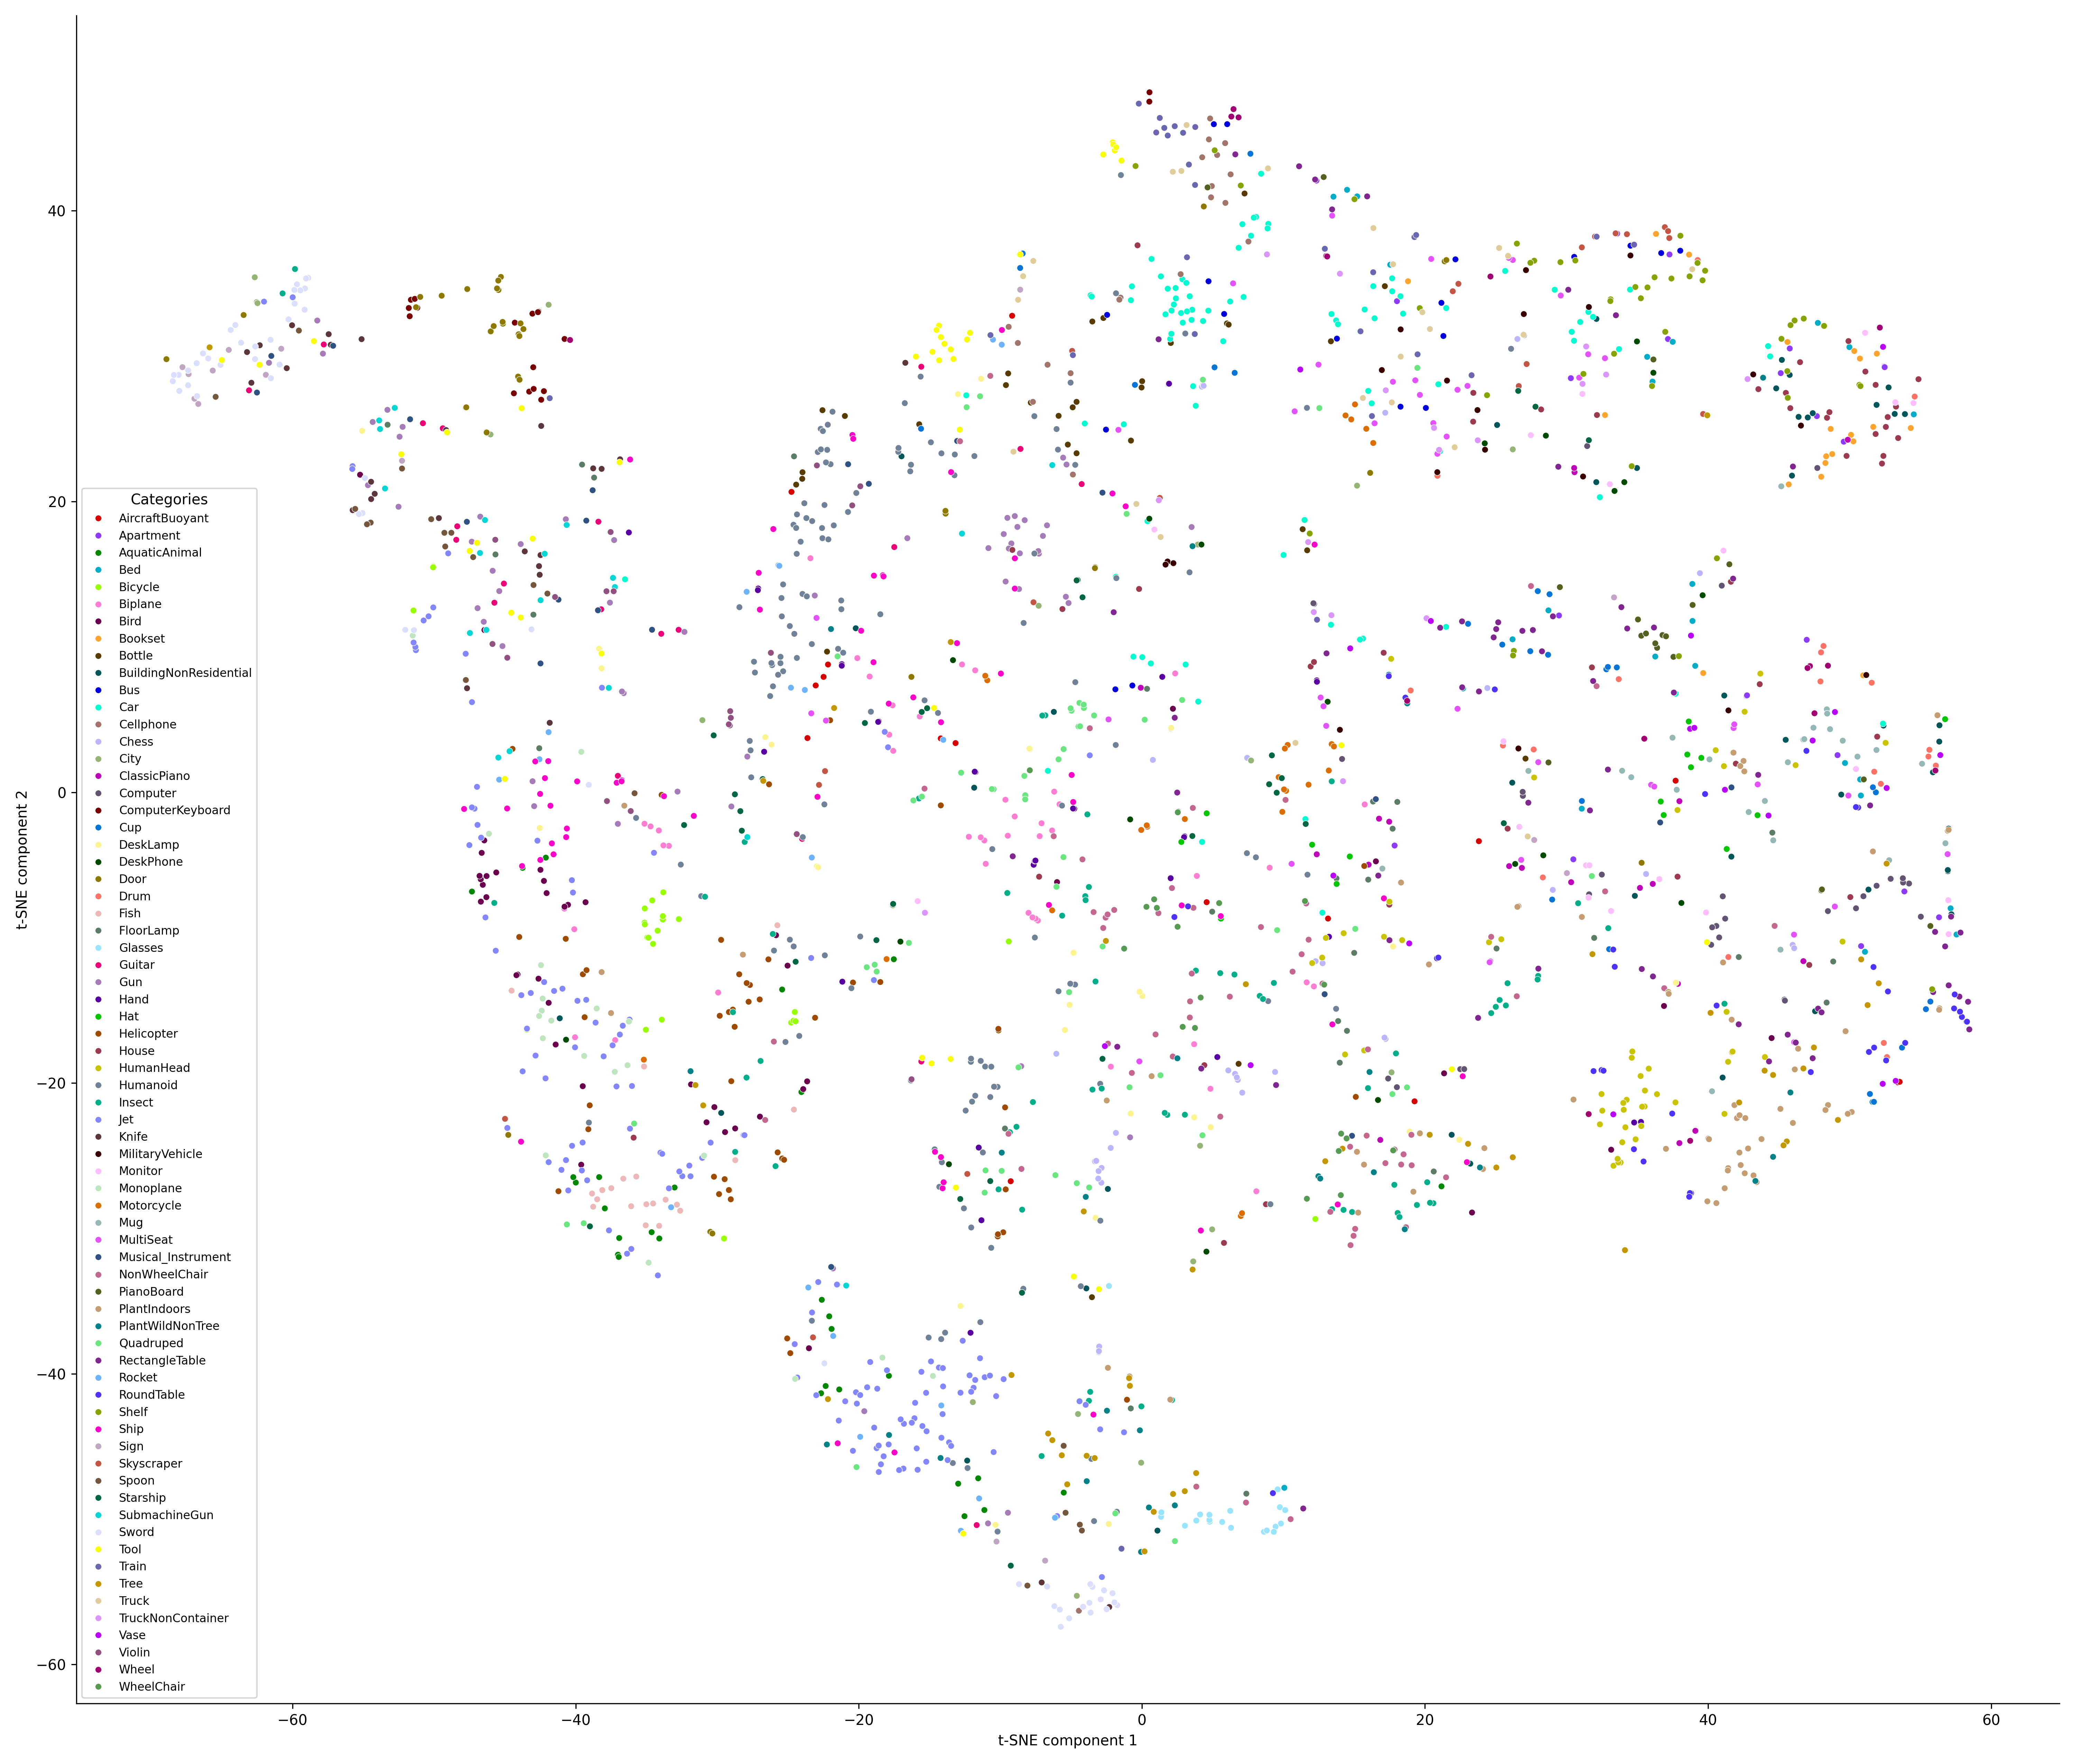 40
20
0
−20
−40
−60
t-SNE component 2
Categories
AircraftBuoyant
Apartment
AquaticAnimal
Bed
Bicycle
Biplane
Bird
Bookset
Bottle
BuildingNonResidential
Bus
Car
Cellphone
Chess
City
ClassicPiano
Computer
ComputerKeyboard
Cup
DeskLamp
DeskPhone
Door
Drum
Fish
FloorLamp
Glasses
Guitar
Gun
Hand
Hat
Helicopter
House
HumanHead
Humanoid
Insect
Jet
Knife
MilitaryVehicle
Monitor
Monoplane
Motorcycle
Mug
MultiSeat
Musical_Instrument
NonWheelChair
PianoBoard
PlantIndoors
PlantWildNonTree
Quadruped
RectangleTable
Rocket
RoundTable
Shelf
Ship
Sign
Skyscraper
Spoon
Starship
SubmachineGun
Sword
Tool
Train
Tree
Truck
TruckNonContainer
Vase
Violin
Wheel
WheelChair
−60 −40 −20 0 20 40 60
t-SNE component 1